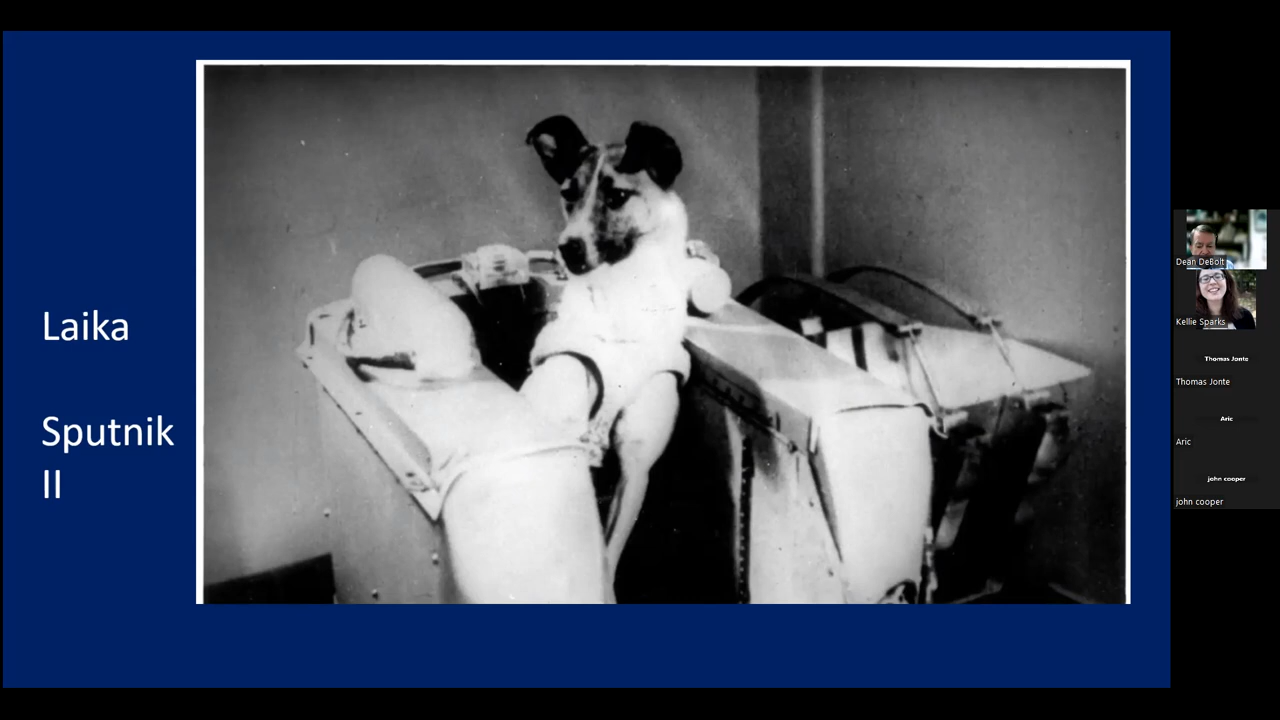 Laika
Sputnik
II
Dean DeBolt
Kellie Sparks
Thomas Jonte
Thomas Jonte
Aric
Aric
john cooper
john cooper